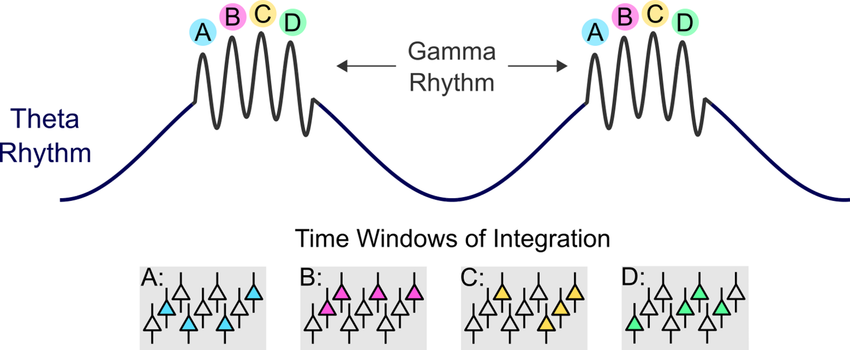 A B C D
A B C D
Gamma
Rhythm
Theta
Rhythm
Time Windows of Integration
A: B: C: D: